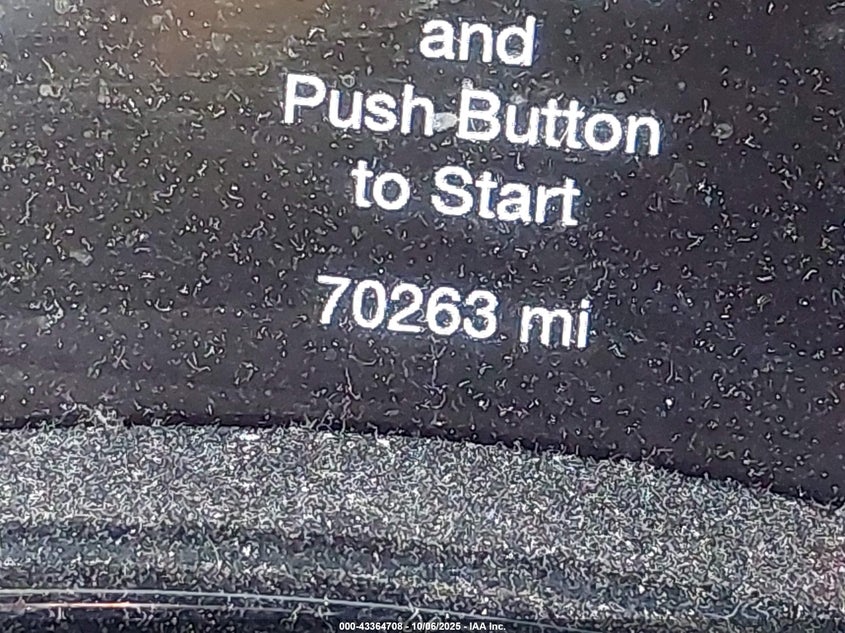 and
Push Button
to Start
70263 mi
000-43364708 - 10/06/2025 - IAA Inc.